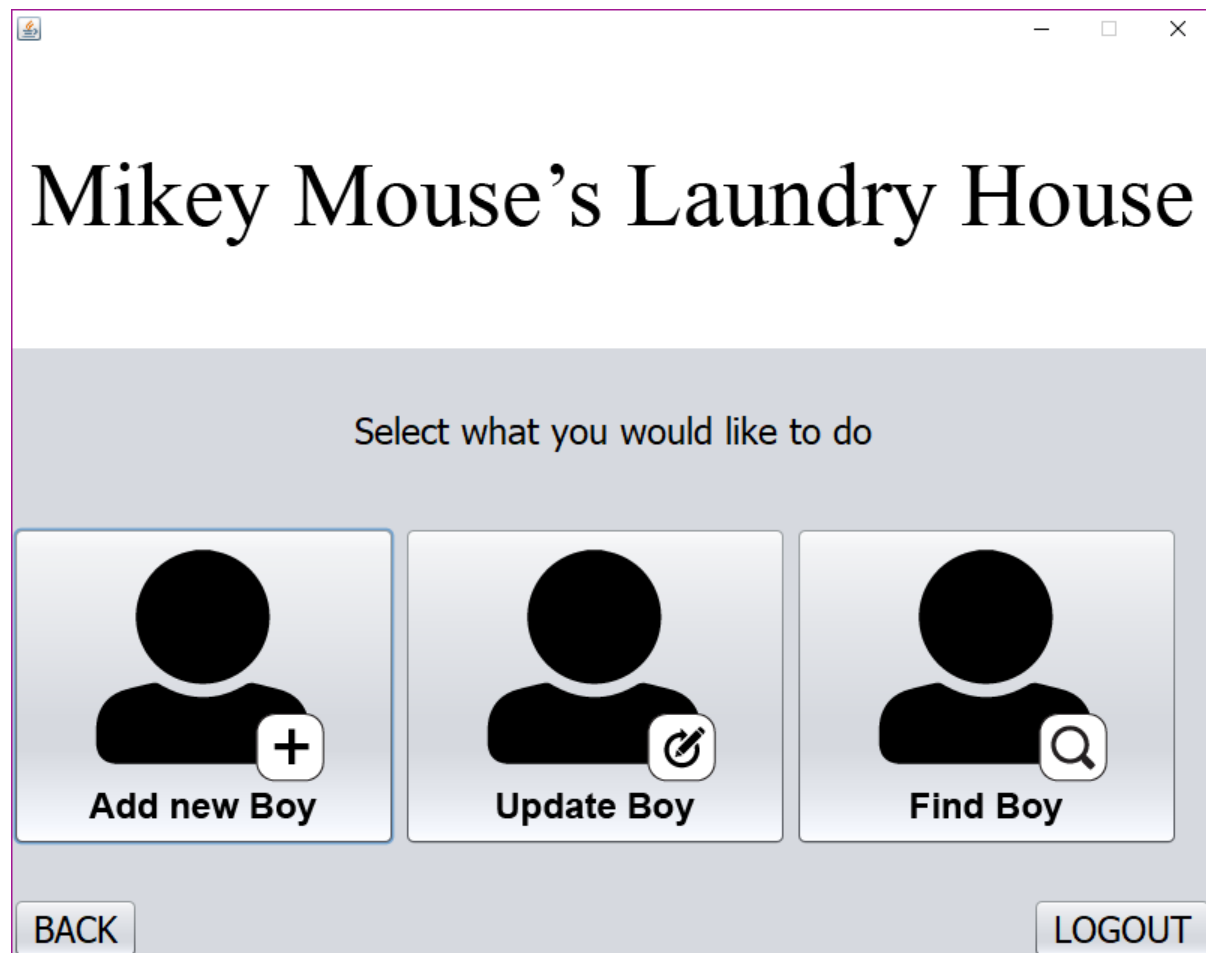 Mikey Mouse’s Laundry House
Select what you would like to do
Add new Boy
Update Boy
Find Boy
BACK
LOGOUT